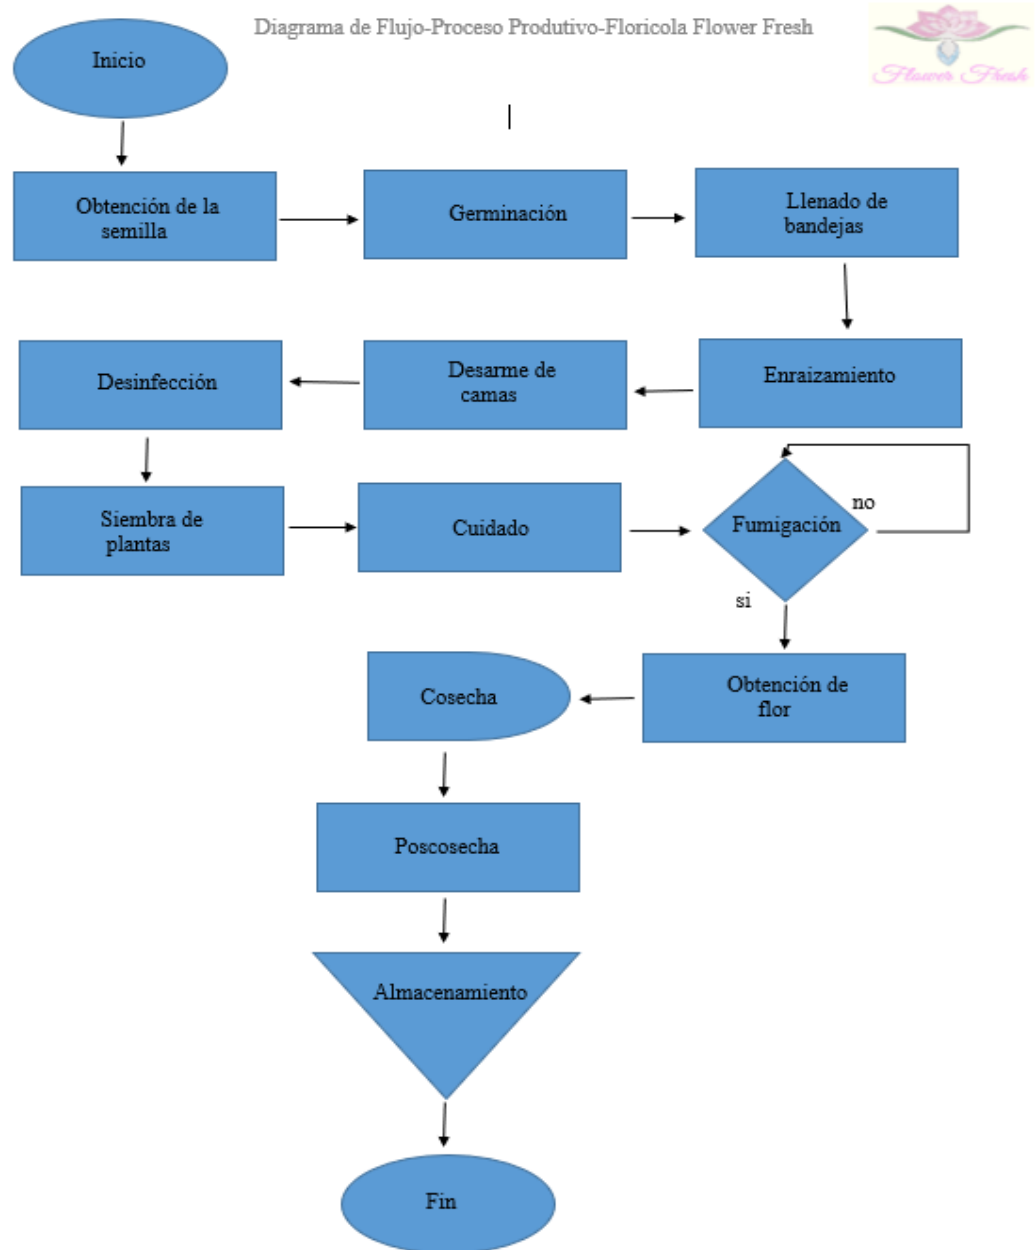 Diagrama de Flujo-Proceso Produtivo-Floricola Flower Fresh
Flower Fresh
Inicio
Obtención de la
semilla
Germinación
Llenado de
bandejas
Enraizamiento
Desarme de
camas
Desinfección
Siembra de
plantas
Cuidado
Fumigación
no
si
Obtención de
flor
Cosecha
Poscosecha
Almacenamiento
Fin